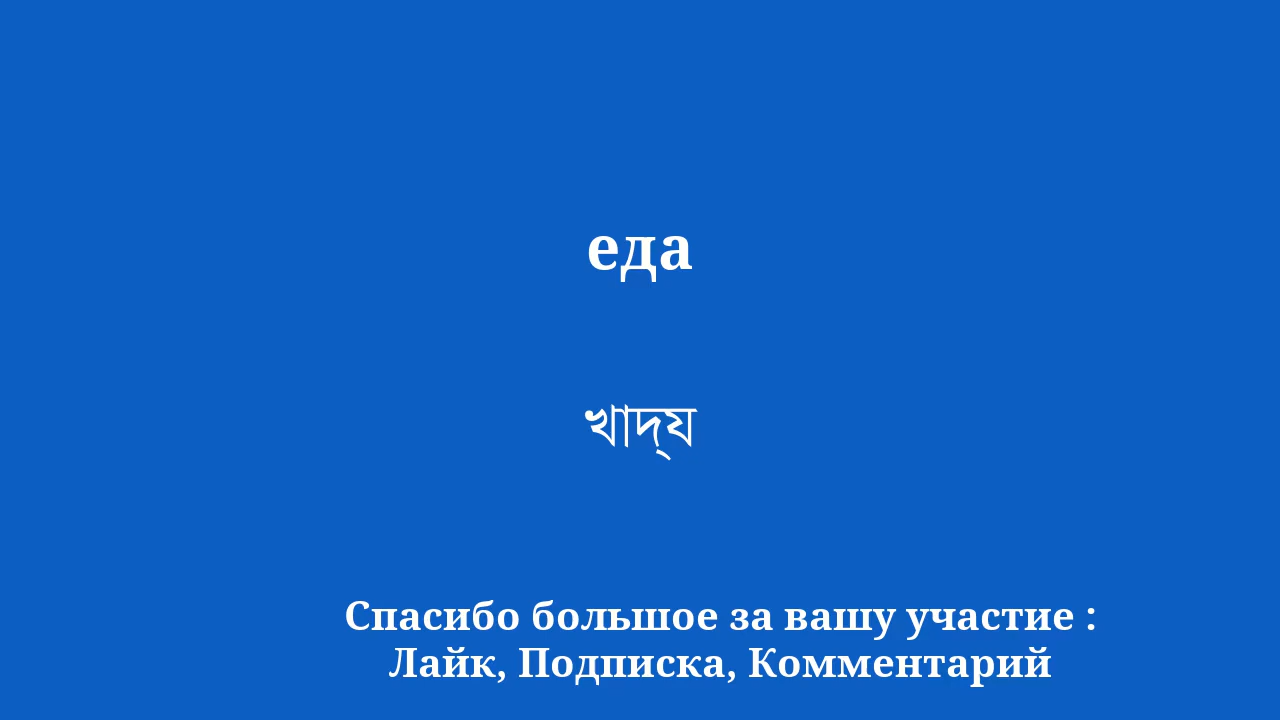 еда
খাদ্য
Спасибо большое за вашу участие :
Лайк, Подписка, Комментарий